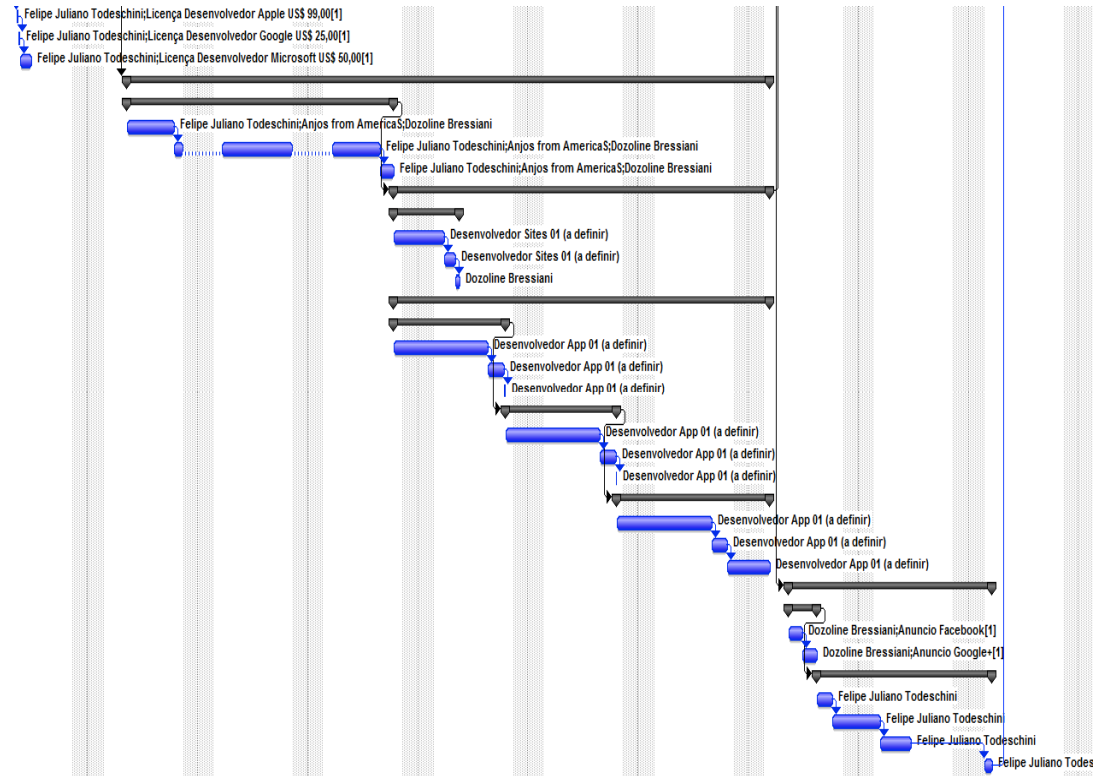 Felipe Juliano Todeschini;Licença Desenvolvedor Apple US$ 99,00[1]
Felipe Juliano Todeschini;Licença Desenvolvedor Google US$ 25,00[1]
Felipe Juliano Todeschini;Licença Desenvolvedor Microsoft US$ 50,00[1]
Felipe Juliano Todeschini;Anjos from America$;Dozoline Bressiani
Felipe Juliano Todeschini;Anjos from America$;Dozoline Bressiani
Felipe Juliano Todeschini;Anjos from America$;Dozoline Bressiani
Desenvolvedor Sites 01 (a definir)
Desenvolvedor Sites 01 (a definir)
Dozoline Bressiani
Desenvolvedor App 01 (a definir)
Desenvolvedor App 01 (a definir)
Desenvolvedor App 01 (a definir)
Desenvolvedor App 01 (a definir)
Desenvolvedor App 01 (a definir)
Desenvolvedor App 01 (a definir)
Desenvolvedor App 01 (a definir)
Desenvolvedor App 01 (a definir)
Desenvolvedor App 01 (a definir)
Dozoline Bressiani;Anuncio Facebook[1]
Dozoline Bressiani;Anuncio Google+[1]
Felipe Juliano Todeschini
Felipe Juliano Todeschini
Felipe Juliano Todeschini
Felipe Juliano Todes